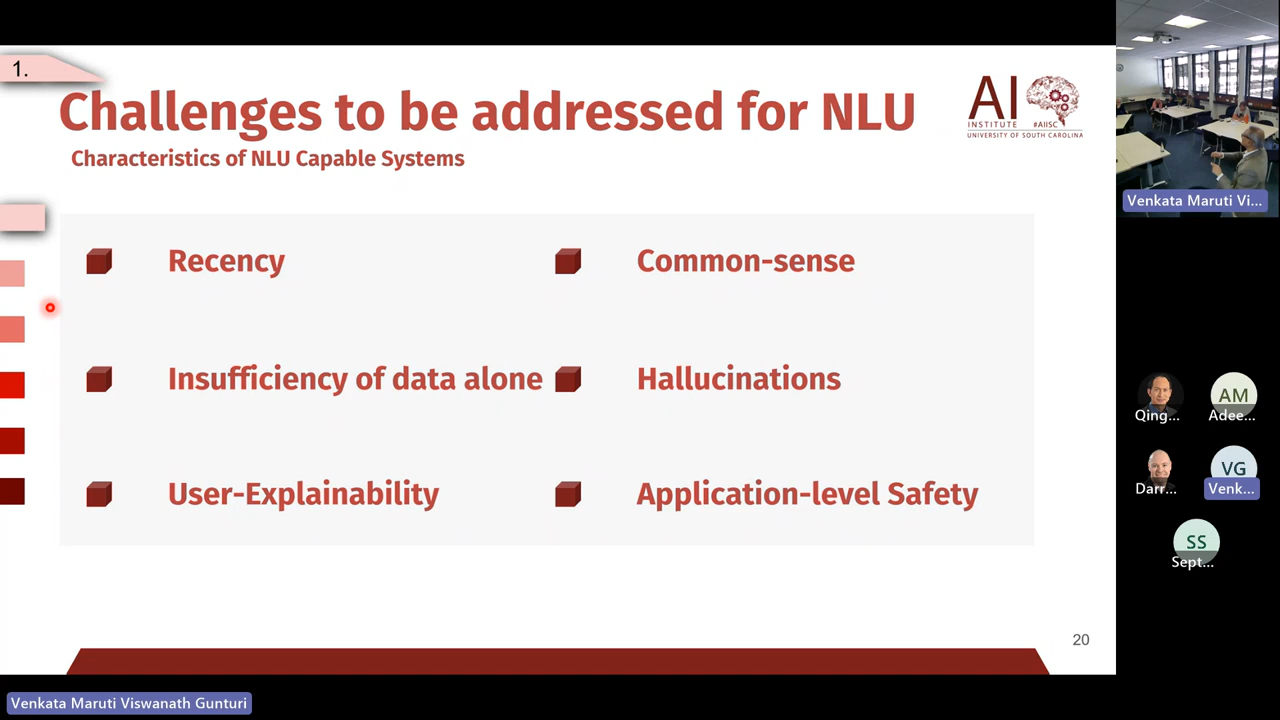 1.
Challenges to be addressed for NLU
Characteristics of NLU Capable Systems
AI
INSTITUTE #AIISC
UNIVERSITY OF SOUTH CAROLINA
Recency
Common-sense
Insufficiency of data alone
Hallucinations
User-Explainability
Application-level Safety
20
Venkata Maruti Viswanath Gunturi
Venkata Maruti Vi...
Qing...
AM
Adee...
Darr...
VG
Venk...
SS
Sept...